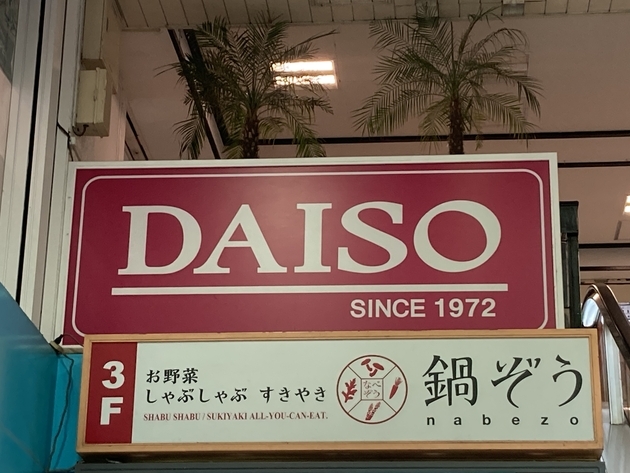 DAISO
SINCE 1972
3F
お野菜
しゃぶしゃぶ すきやき
SHABU SHABU / SUKIYAKI ALL-YOU-CAN-EAT.
なべぞう
鍋ぞう
nabezo